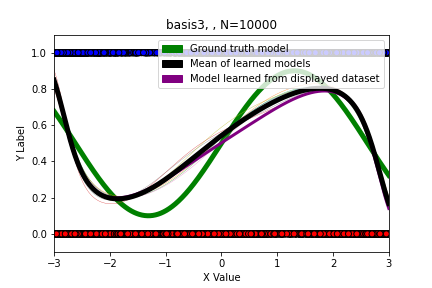 basis3, , N=10000
Ground truth model
Mean of learned models
Model learned from displayed dataset
Y Label
1.0
0.8
0.6
0.4
0.2
0.0
−3
−2
−1
0
1
2
3
X Value